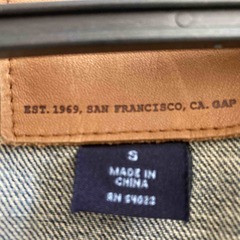 EST. 1969, SAN FRANCISCO, CA. GAP
S
MADE IN
CHINA
RN 54023